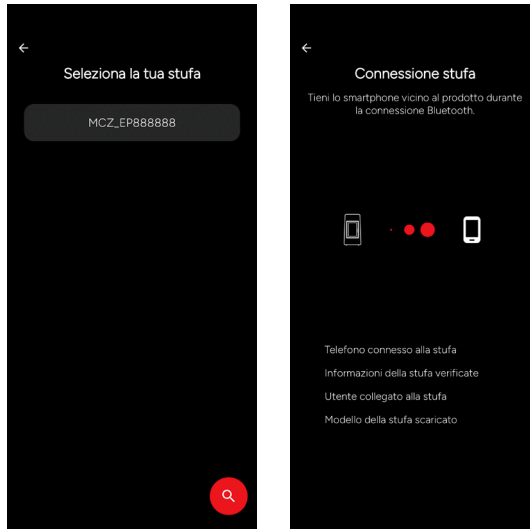 Seleziona la tua stufa
MCZ_EP888888
Connessione stufa
Tieni lo smartphone vicino al prodotto durante
la connessione Bluetooth.
Telefono connesso alla stufa
Informazioni della stufa verificate
Utente collegato alla stufa
Modello della stufa scaricato